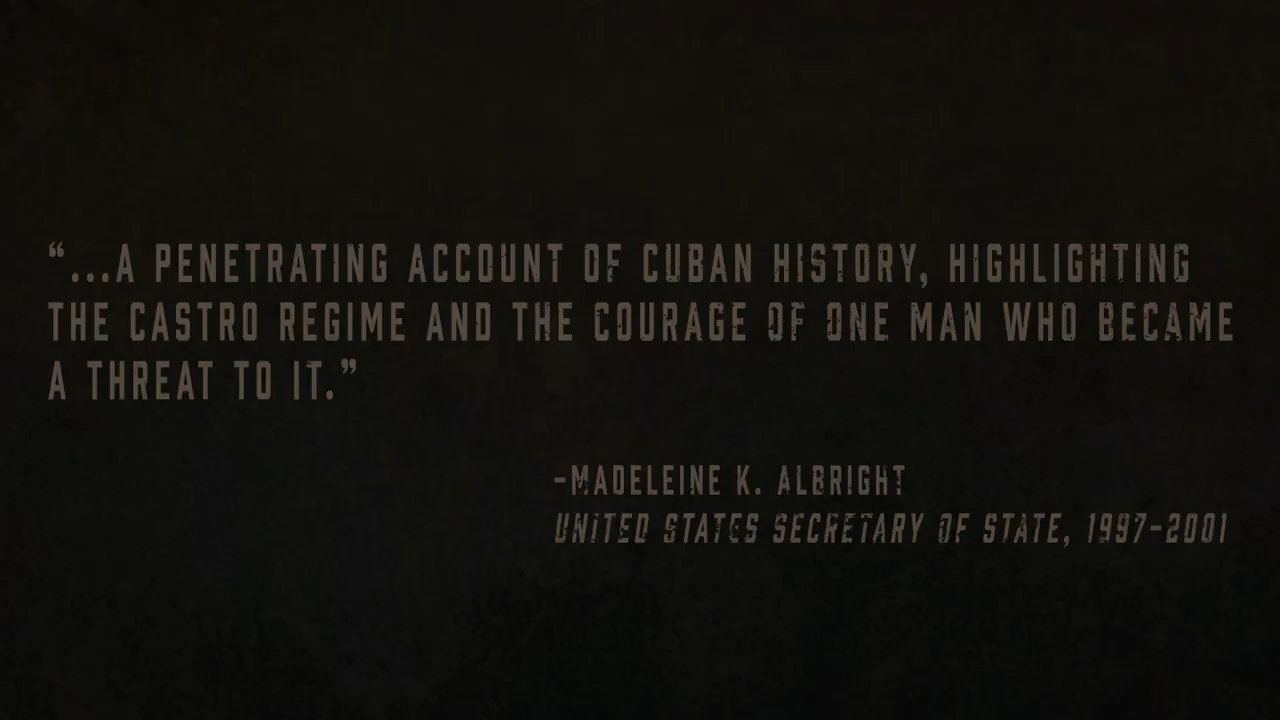 “...A PENETRATING ACCOUNT OF CUBAN HISTORY, HIGHLIGHTING
THE CASTRO REGIME AND THE COURAGE OF ONE MAN WHO BECAME
A THREAT TO IT.”
-MADELEINE K. ALBRIGHT
UNITED STATES SECRETARY OF STATE, 1997-2001